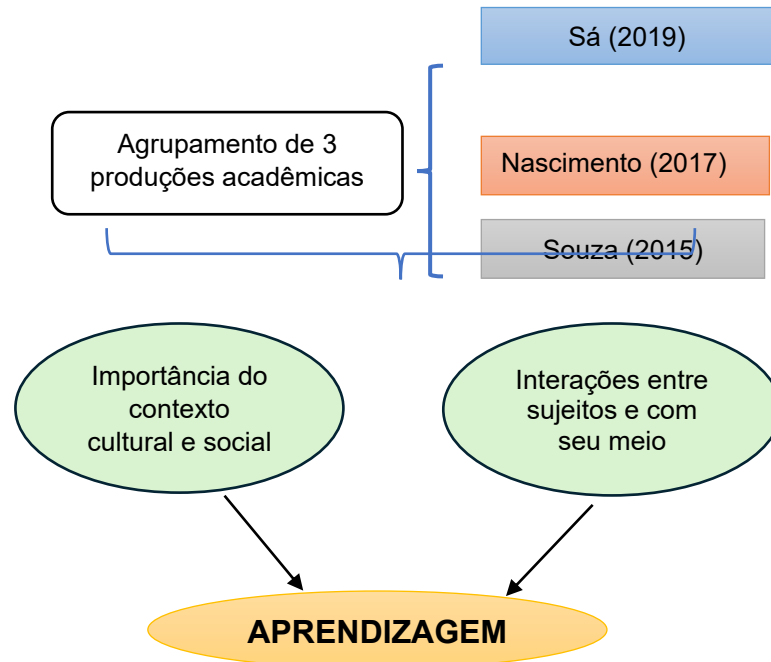 Sá (2019)
Agrupamento de 3
produções acadêmicas
Nascimento (2017)
Souza (2015)
Importância do
contexto
cultural e social
Interações entre
sujeitos e com
seu meio
APRENDIZAGEM